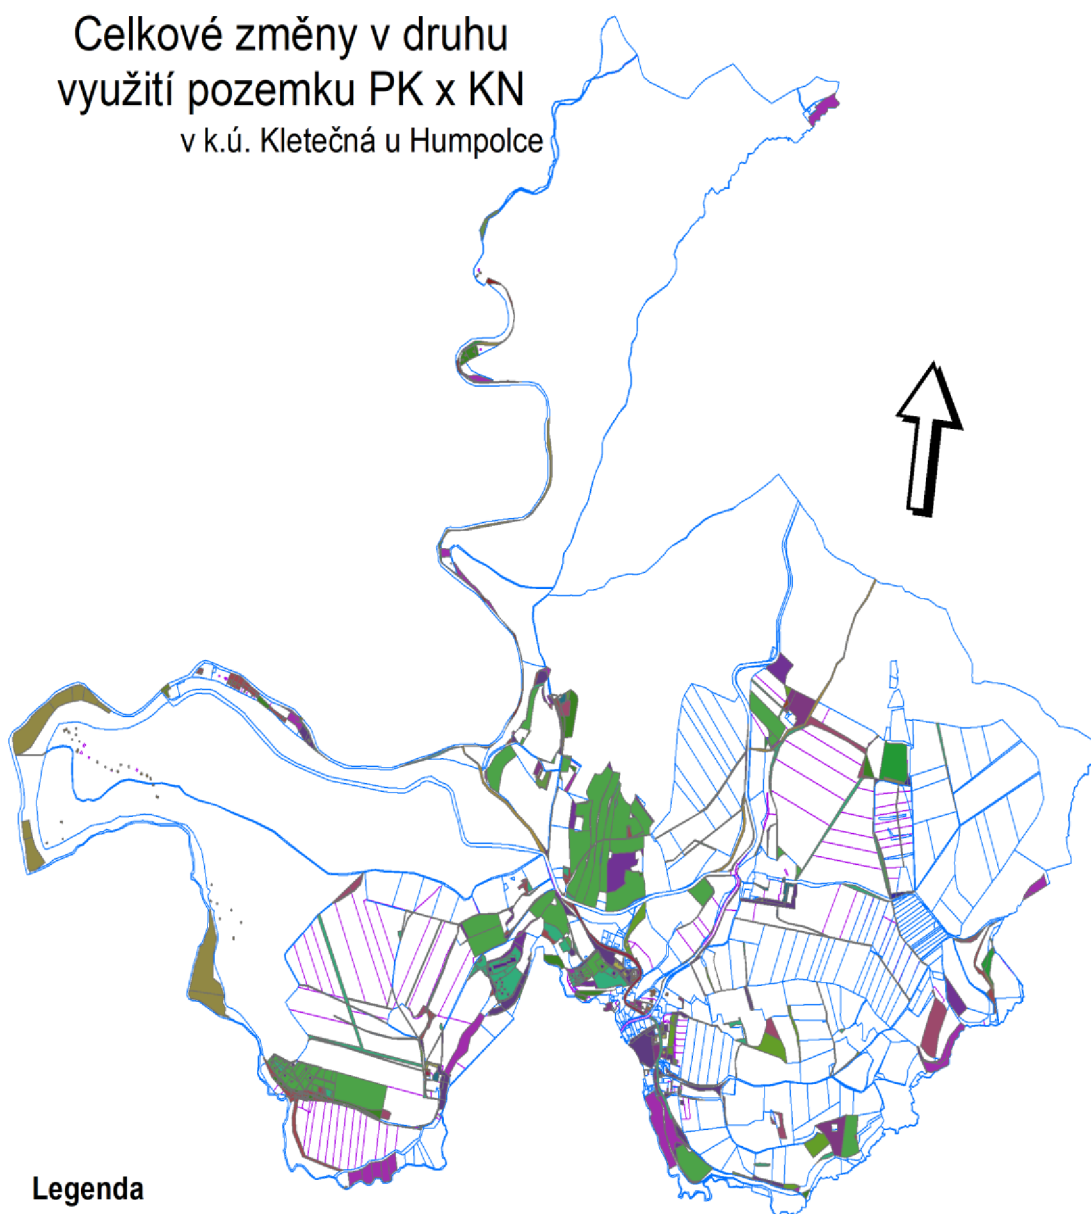 Celkové změny v druhu
využití pozemku PK x KN
v k.ú. Kletečná u Humpolce
Legenda